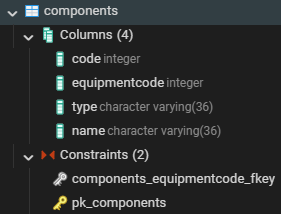 components
Columns (4)
code integer
equipmentcode integer
type character varying(36)
name character varying(36)
Constraints (2)
components_equipmentcode_fkey
pk_components